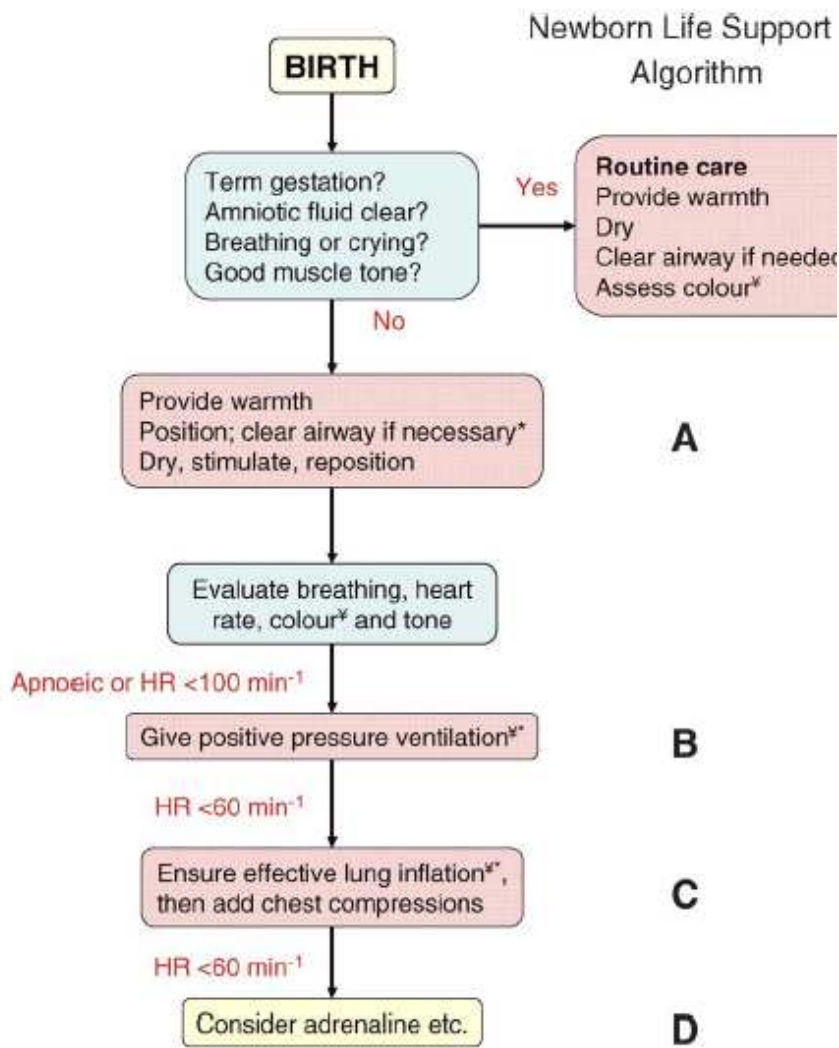 Newborn Life Support
Algorithm
BIRTH
Term gestation?
Amniotic fluid clear?
Breathing or crying?
Good muscle tone?
Yes
Routine care
Provide warmth
Dry
Clear airway if needed
Assess colour¥
No
Provide warmth
Position; clear airway if necessary*
Dry, stimulate, reposition
A
Evaluate breathing, heart
rate, colour¥ and tone
Apnoeic or HR <100 min⁻¹
Give positive pressure ventilation¥*
B
HR <60 min⁻¹
Ensure effective lung inflation¥*,
then add chest compressions
C
HR <60 min⁻¹
Consider adrenaline etc.
D